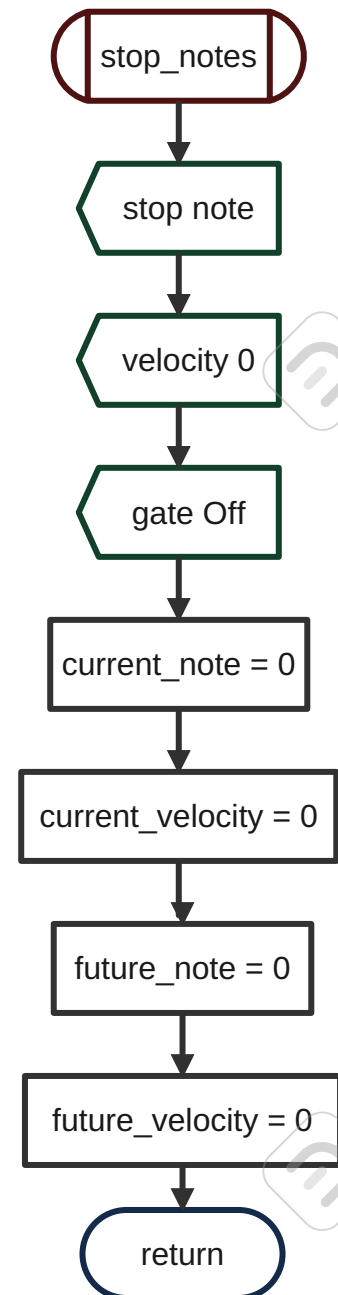 stop_notes
stop note
velocity 0
gate Off
current_note = 0
current_velocity = 0
future_note = 0
future_velocity = 0
return